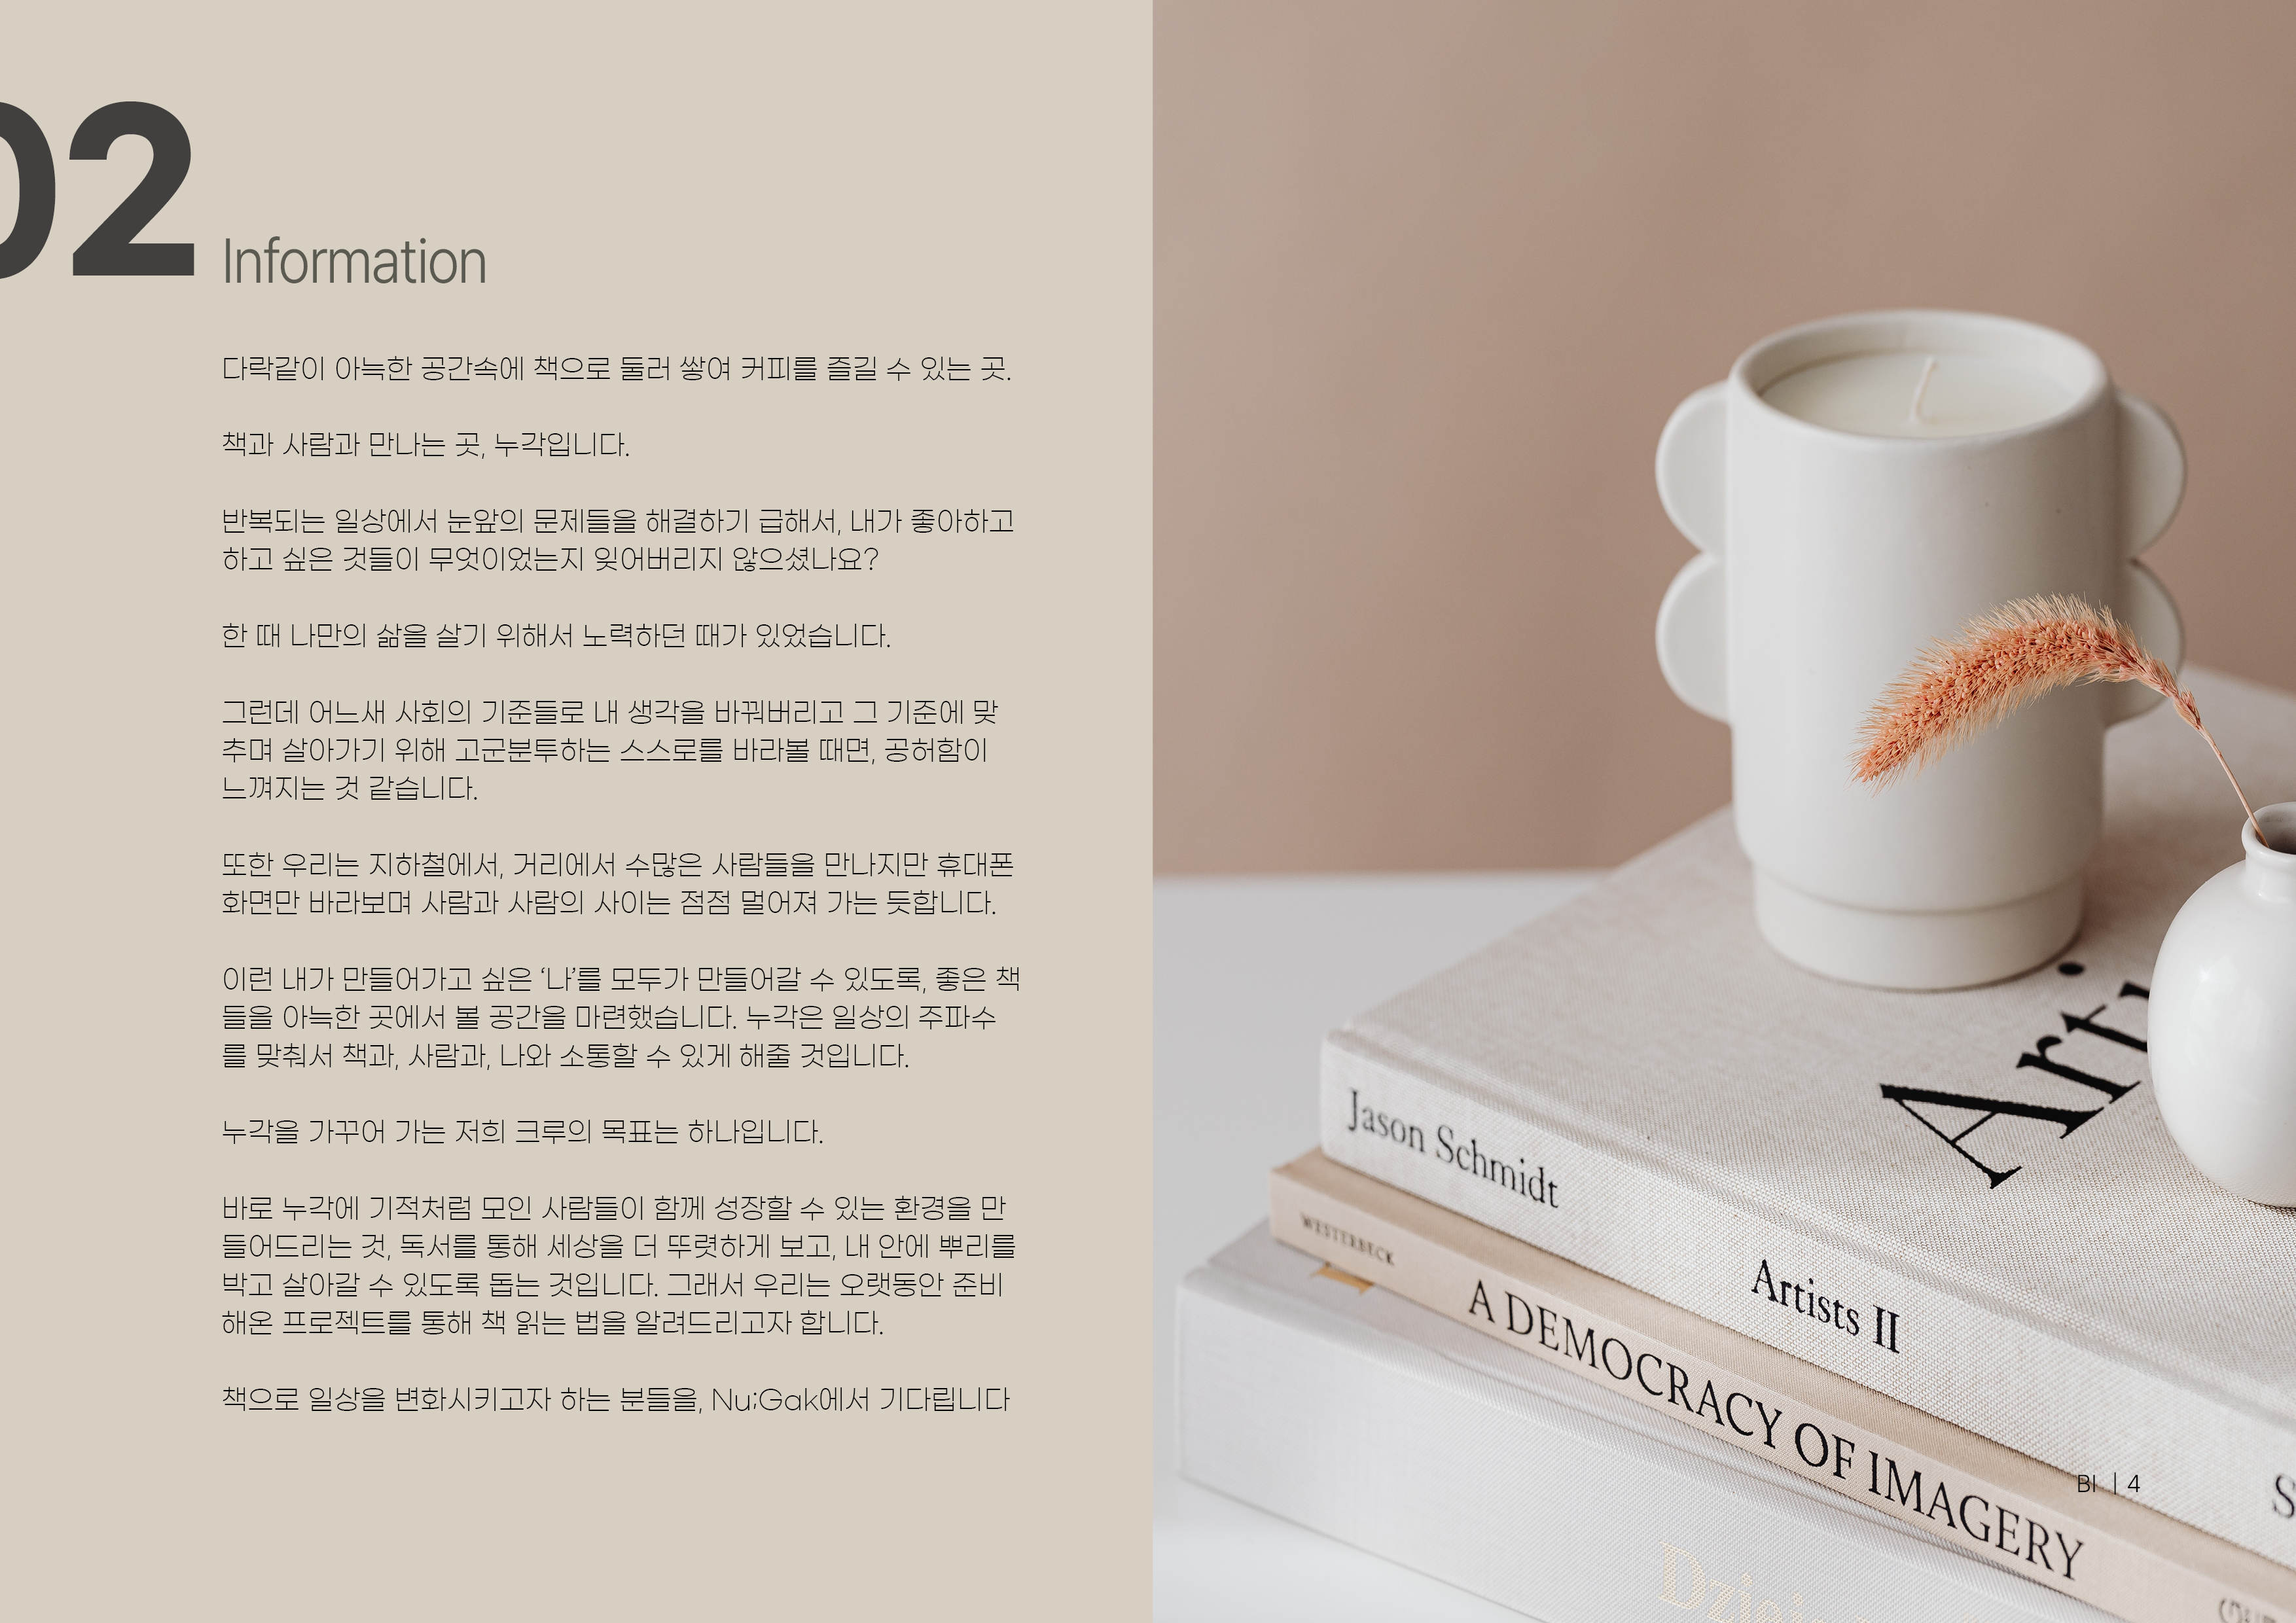 02
Information
다락같이 아늑한 공간속에 책으로 둘러 쌓여 커피를 즐길 수 있는 곳.
책과 사람과 만나는 곳, 누각입니다.
반복되는 일상에서 눈앞의 문제들을 해결하기 급해서, 내가 좋아하고
하고 싶은 것들이 무엇이었는지 잊어버리지 않으셨나요?
한 때 나만의 삶을 살기 위해서 노력하던 때가 있었습니다.
그런데 어느새 사회의 기준들로 내 생각을 바꿔버리고 그 기준에 맞
추며 살아가기 위해 고군분투하는 스스로를 바라볼 때면, 공허함이
느껴지는 것 같습니다.
또한 우리는 지하철에서, 거리에서 수많은 사람들을 만나지만 휴대폰
화면만 바라보며 사람과 사람의 사이는 점점 멀어져 가는 듯합니다.
이런 내가 만들어가고 싶은 ‘나’를 모두가 만들어갈 수 있도록, 좋은 책
들을 아늑한 곳에서 볼 공간을 마련했습니다. 누각은 일상의 주파수
를 맞춰서 책과, 사람과, 나와 소통할 수 있게 해줄 것입니다.
누각을 가꾸어 가는 저희 크루의 목표는 하나입니다.
바로 누각에 기적처럼 모인 사람들이 함께 성장할 수 있는 환경을 만
들어드리는 것, 독서를 통해 세상을 더 뚜렷하게 보고, 내 안에 뿌리를
박고 살아갈 수 있도록 돕는 것입니다. 그래서 우리는 오랫동안 준비
해온 프로젝트를 통해 책 읽는 법을 알려드리고자 합니다.
책으로 일상을 변화시키고자 하는 분들을, Nu;Gak에서 기다립니다
Arti
Jason Schmidt
Artists II
WESTERBECK
A DEMOCRACY OF IMAGERY
BI | 4